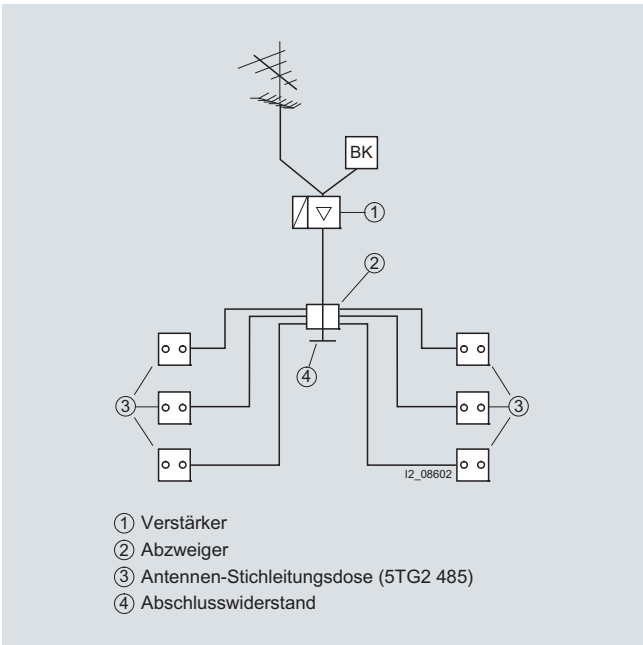 BK
①
②
④
③
③
I2_08602
① Verstärker
② Abzweiger
③ Antennen-Stichleitungsdose (5TG2 485)
④ Abschlusswiderstand